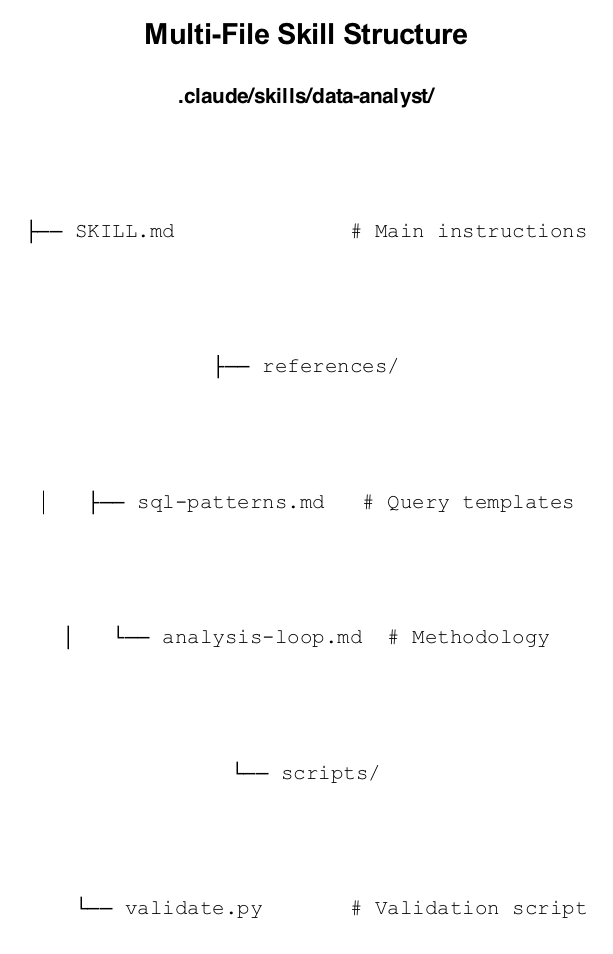 Multi-File Skill Structure
.claude/skills/data-analyst/
├── SKILL.md               # Main instructions
├── references/
│   ├── sql-patterns.md   # Query templates
│   └── analysis-loop.md  # Methodology
└── scripts/
└── validate.py       # Validation script